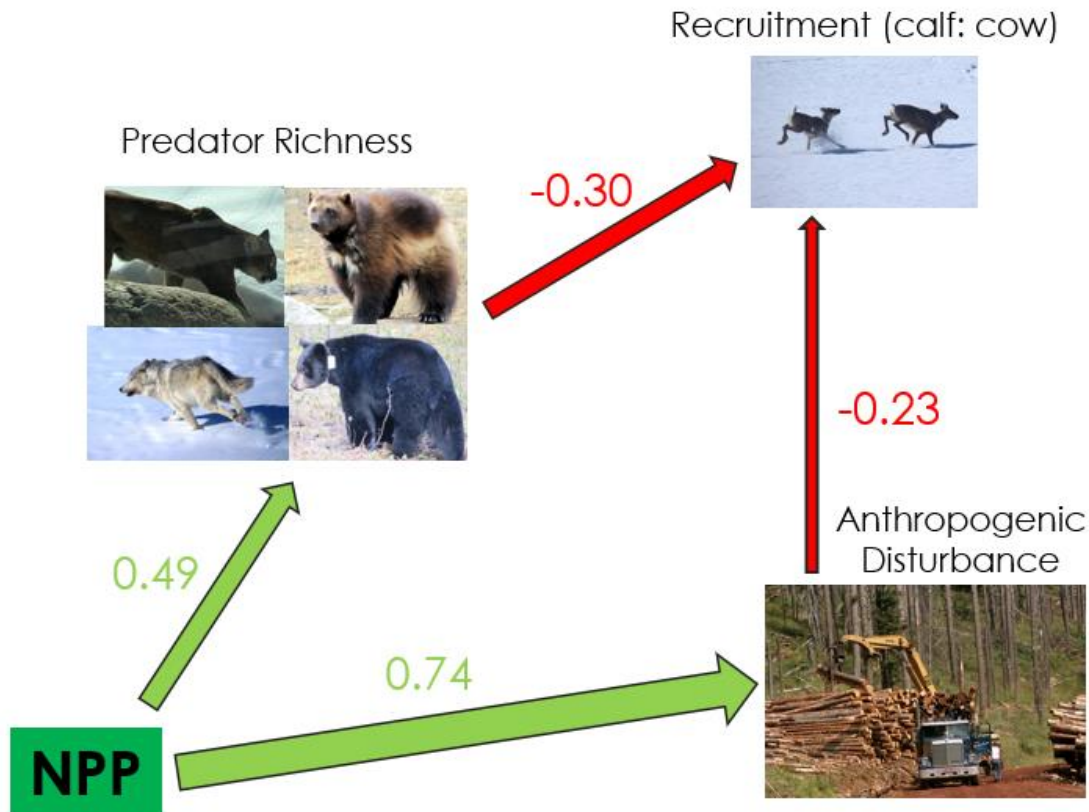 Recruitment (calf: cow)
Predator Richness
-0.30
-0.23
Anthropogenic
Disturbance
0.49
0.74
NPP